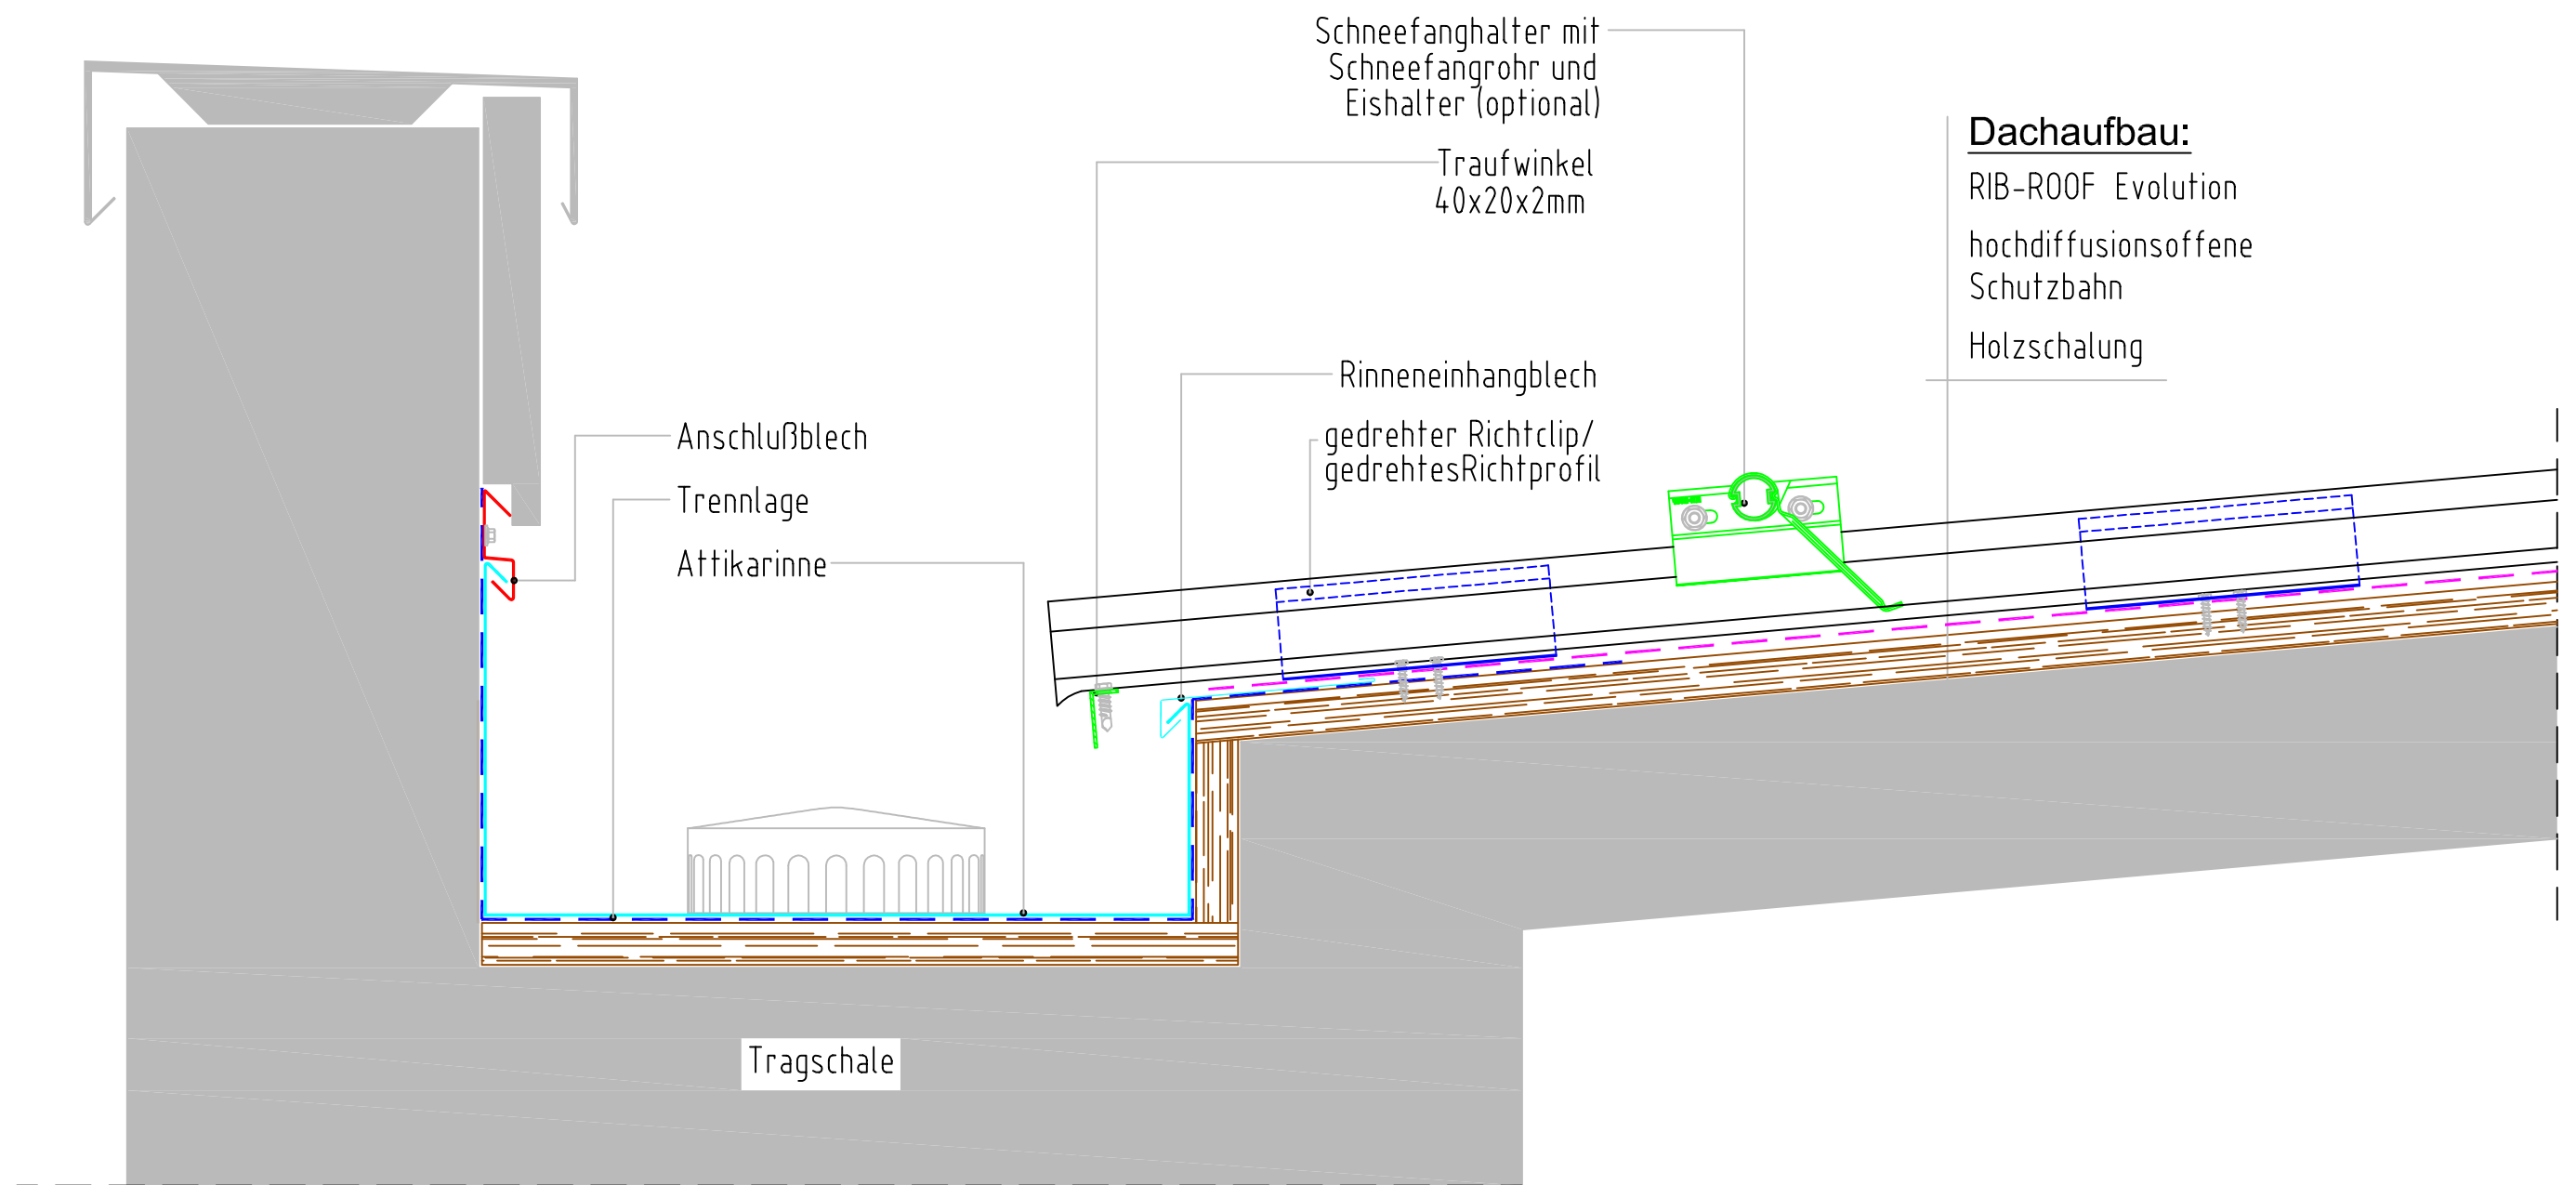 Schneefanghalter mit
Schneefangrohr und
Eishalter (optional)
Traufwinkel
40x20x2mm
Dachaufbau:
RIB-ROOF Evolution
hochdiffusionsoffene
Schutzbahn
Holzschalung
Rinneneinhangblech
gedrehter Richtclip/
gedrehtesRichtprofil
Anschlußblech
Trennlage
Attikarinne
Tragschale